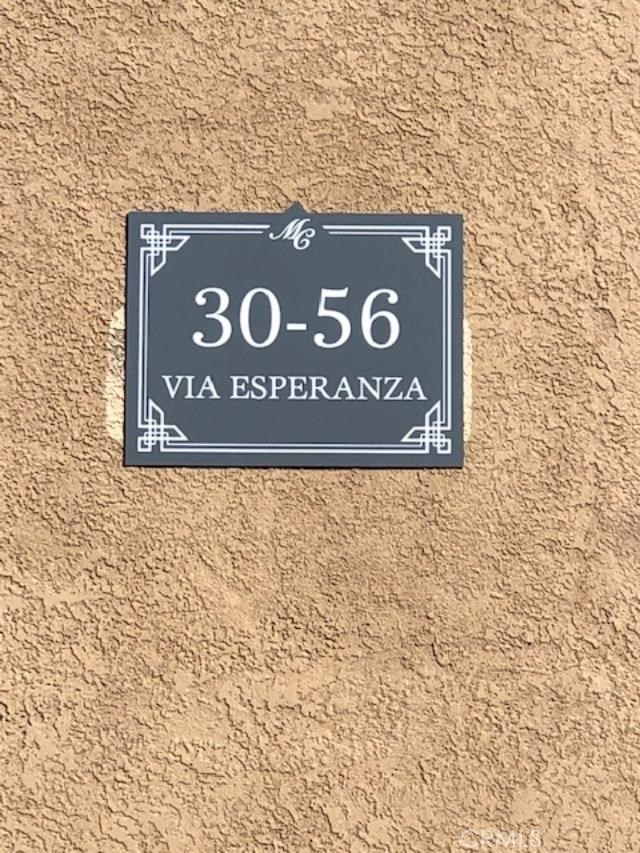 MC
30-56
VIA ESPERANZA
CRMLS